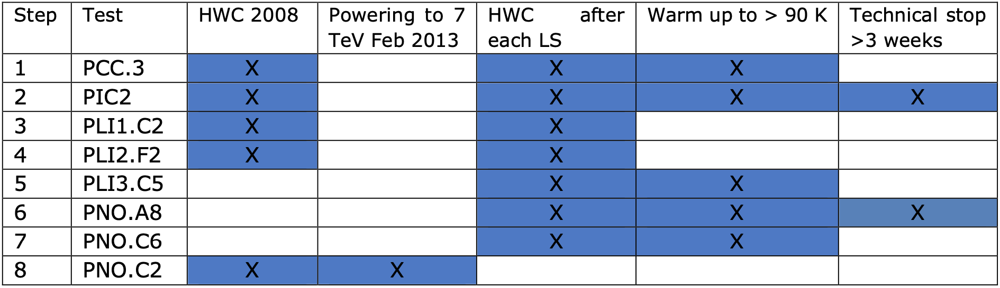 Step Test HWC 2008 Powering to 7 TeV Feb 2013 HWC after each LS Warm up to > 90 K Technical stop >3 weeks
1 PCC.3 X X X
2 PIC2 X X X X
3 PLI1.C2 X X
4 PLI2.F2 X X
5 PLI3.C5 X X
6 PNO.A8 X X X
7 PNO.C6 X X
8 PNO.C2 X X